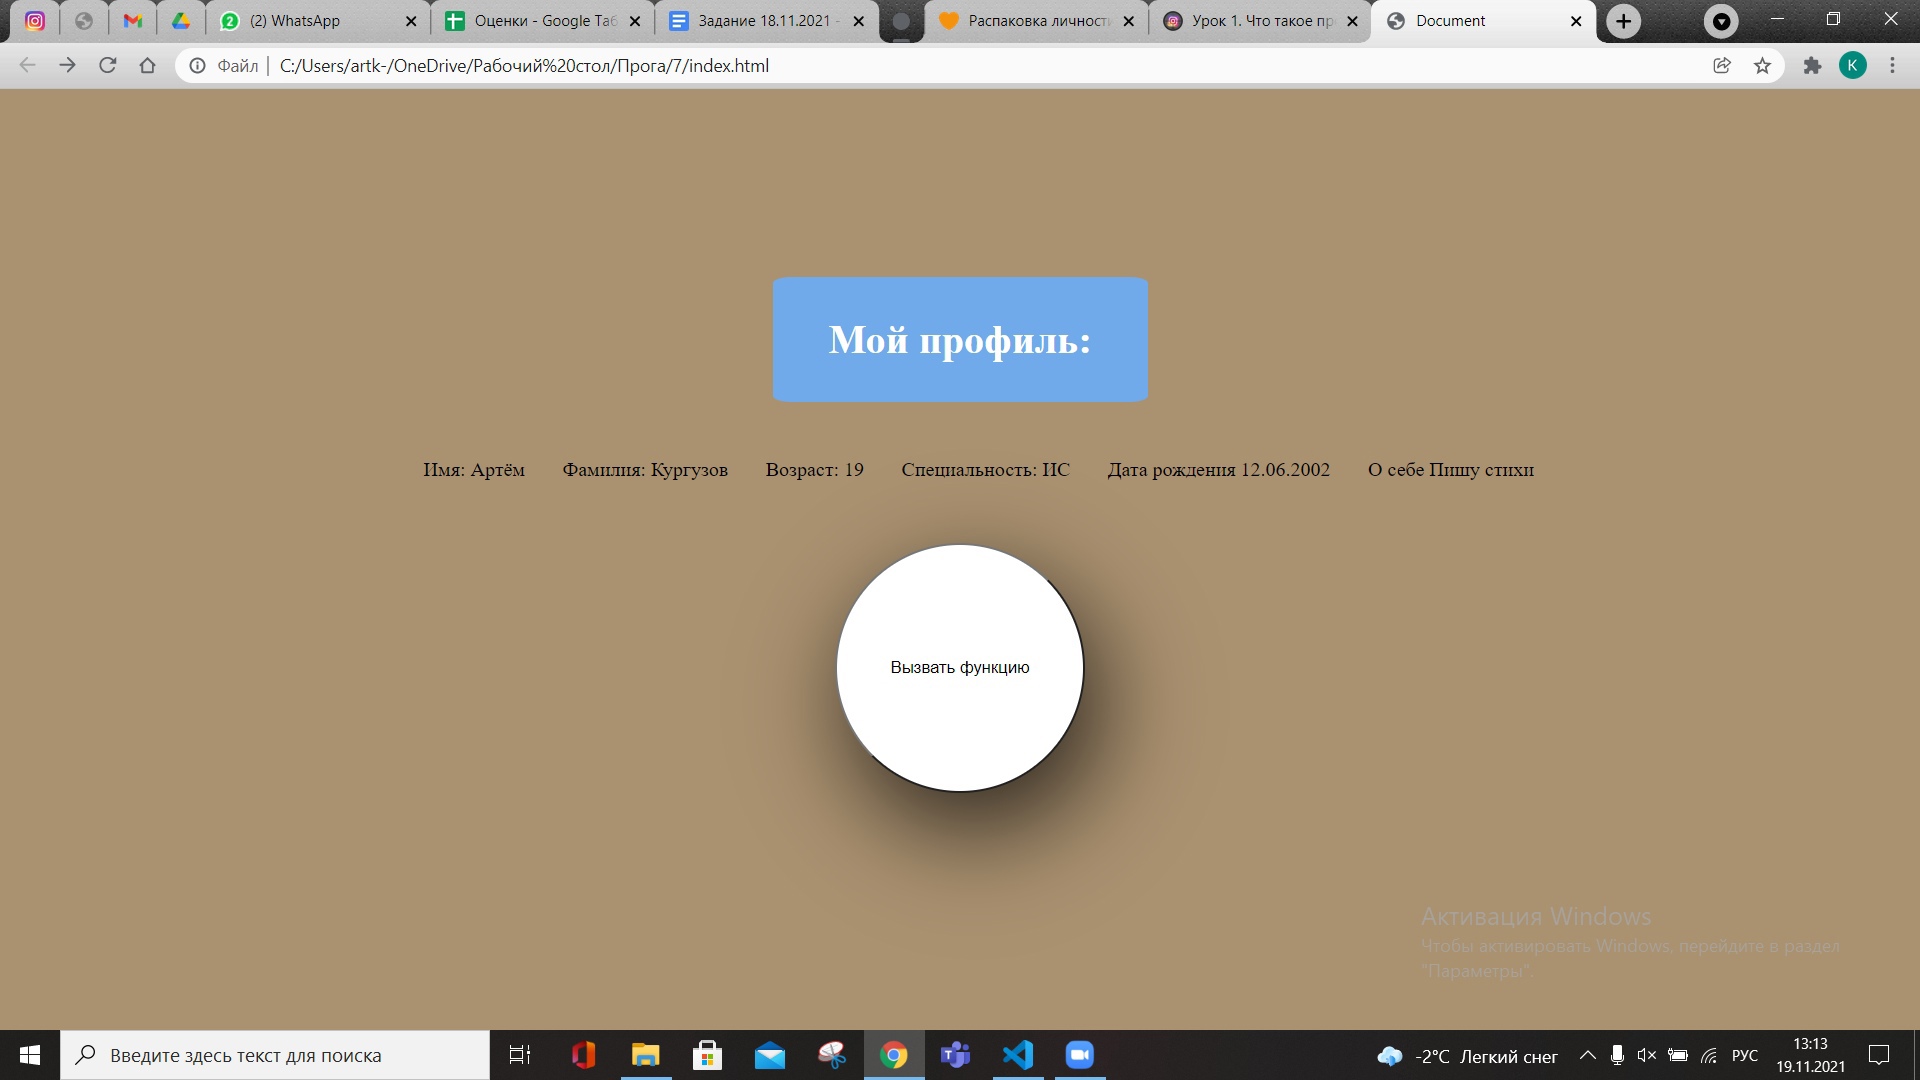 2 (2) WhatsApp
Оценки - Google Таб
Задание 18.11.2021 -
Распаковка личности
Урок 1. Что такое пр
Document
Файл | C:/Users/artk-/OneDrive/Рабочий%20стол/Прога/7/index.html
K
Мой профиль:
Имя: Артём Фамилия: Кургузов Возраст: 19 Специальность: ИС Дата рождения 12.06.2002 О себе Пишу стихи
Вызвать функцию
Активация Windows
Чтобы активировать Windows, перейдите в раздел
"Параметры".
Введите здесь текст для поиска
-2°C Легкий снег
РУС
13:13
19.11.2021